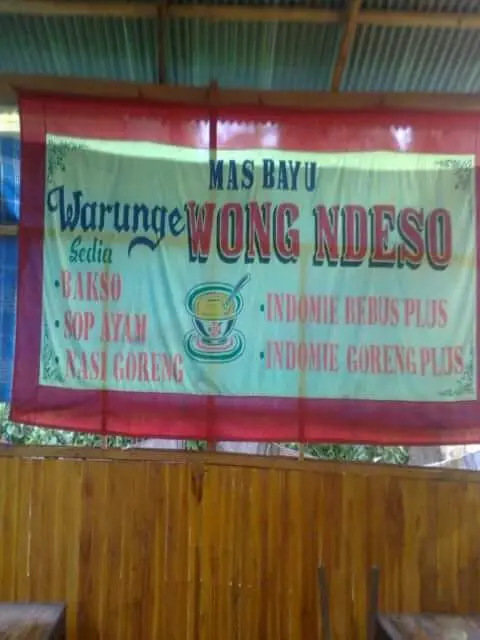 MAS BAYU
Warunge WONG NDESO
Sedia
• BAKSO
• SOP AYAM
• NASI GORENG
• INDOMIE REBUS PLUS
• INDOMIE GORENG PLUS